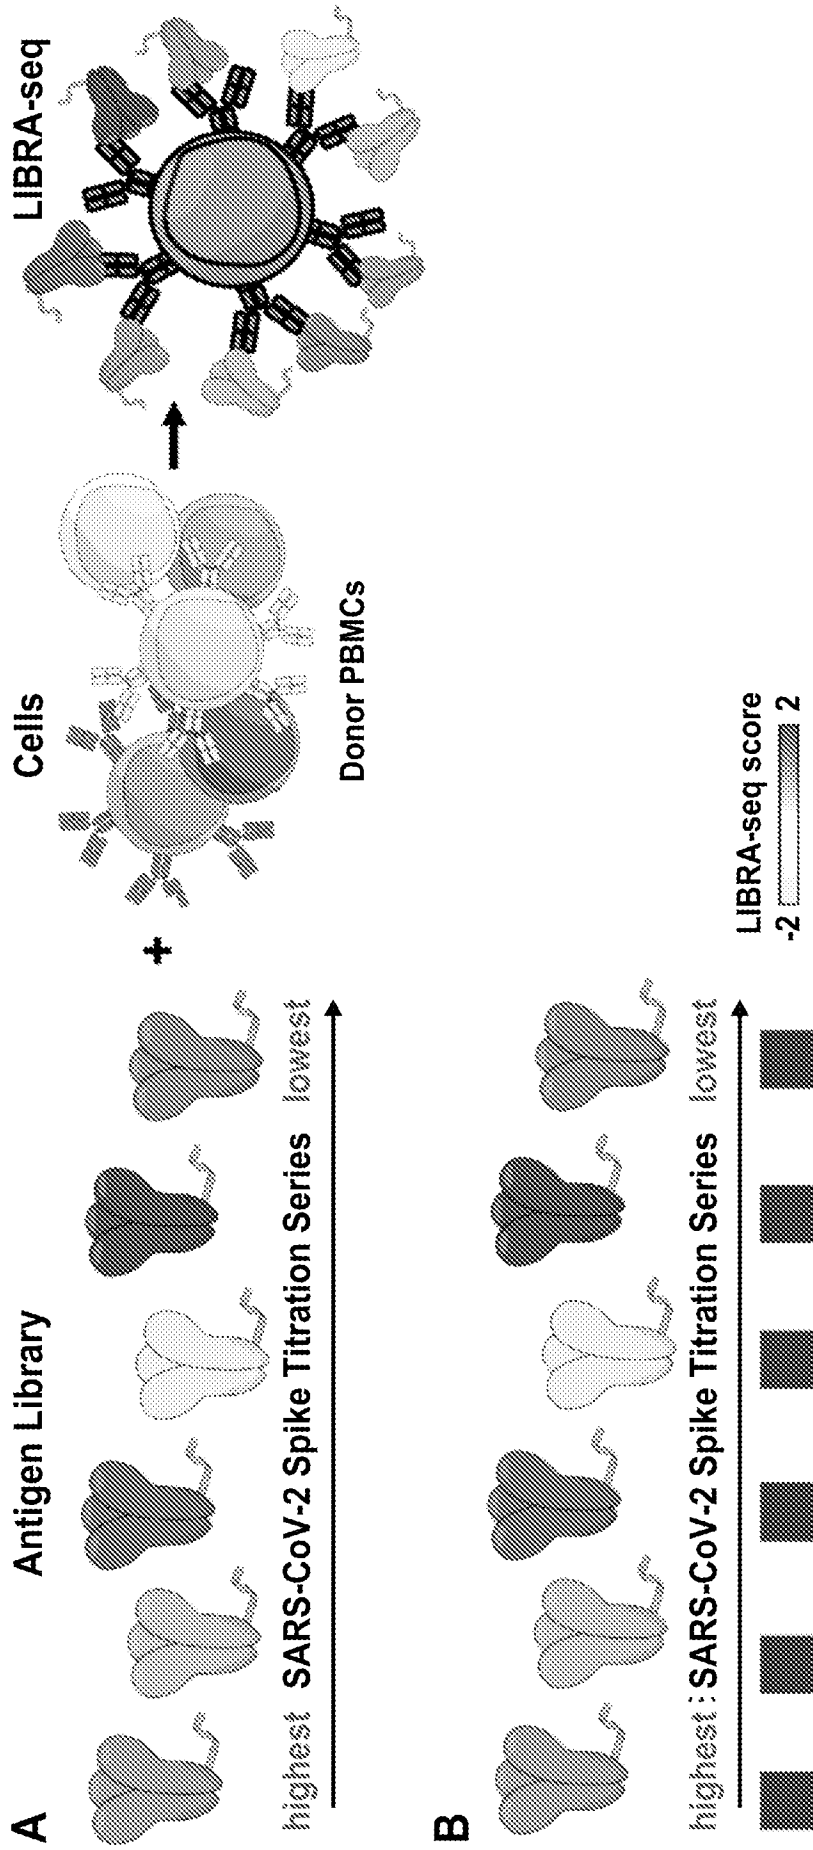 A
Antigen Library
Cells
LIBRA-seq
+
highest SARS-CoV-2 Spike Titration Series lowest
Donor PBMCs
B
highest SARS-CoV-2 Spike Titration Series lowest
LIBRA-seq score
-2 2